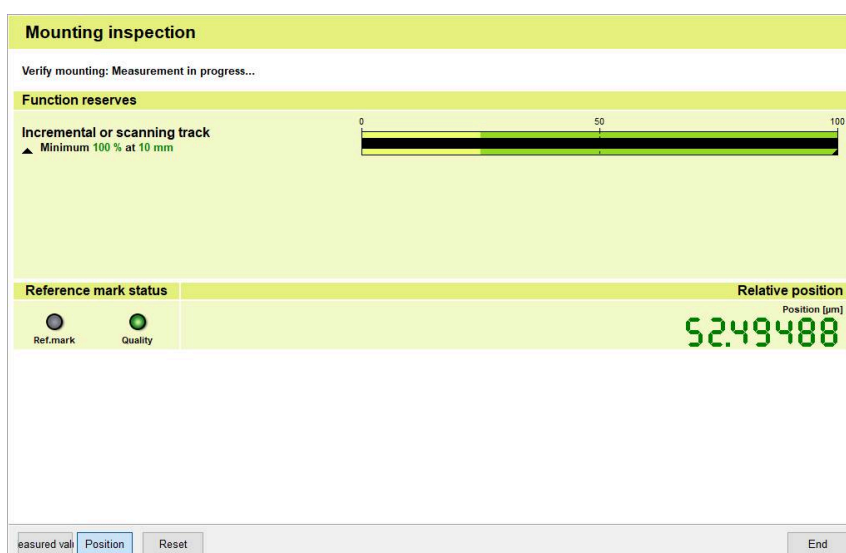 Mounting inspection
Verify mounting: Measurement in progress...
Function reserves
0 50 100
Incremental or scanning track
Minimum 100 % at 10 mm
Reference mark status Relative position
Position [µm]
52.49488
Ref.mark Quality
easured valu Position Reset End